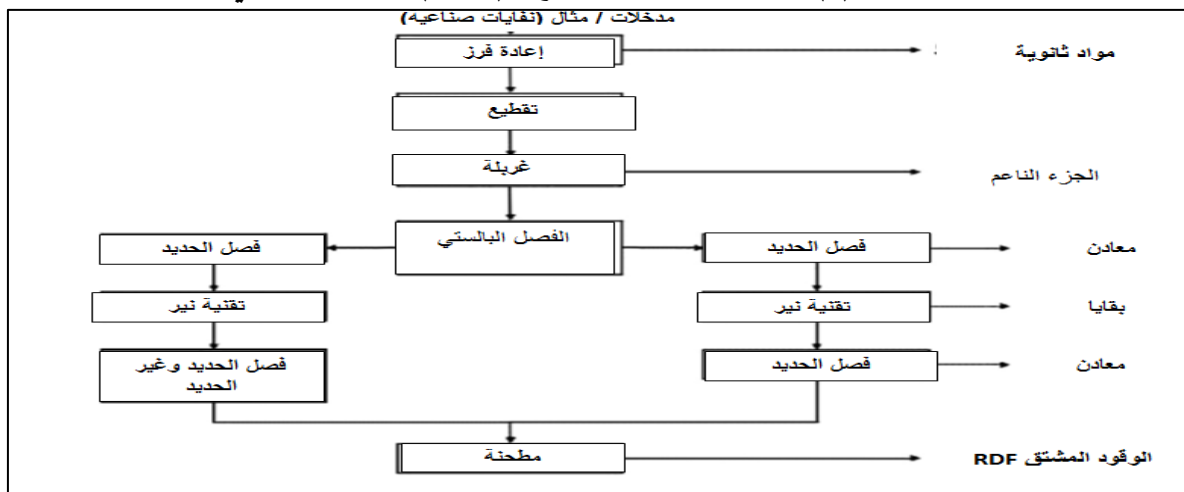 مدخلات / مثال (نفايات صناعيه)
إعادة فرز
مواد ثانوية
تقطيع
غربلة
الجزء الناعم
الفصل البالستي
فصل الحديد
فصل الحديد
معادن
تقنية نير
تقنية نير
بقايا
فصل الحديد
معادن
فصل الحديد وغير
الحديد
مطحنة
الوقود المشتق RDF